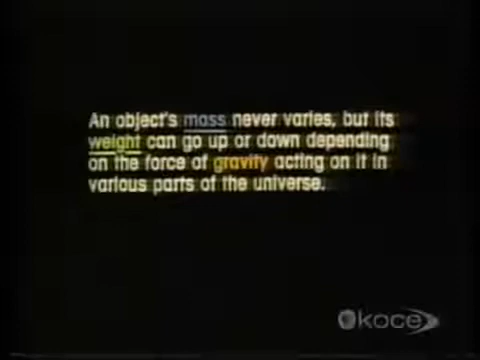 An object's mass never varies, but its
weight can go up or down depending
on the force of gravity acting on it in
various parts of the universe.
koce